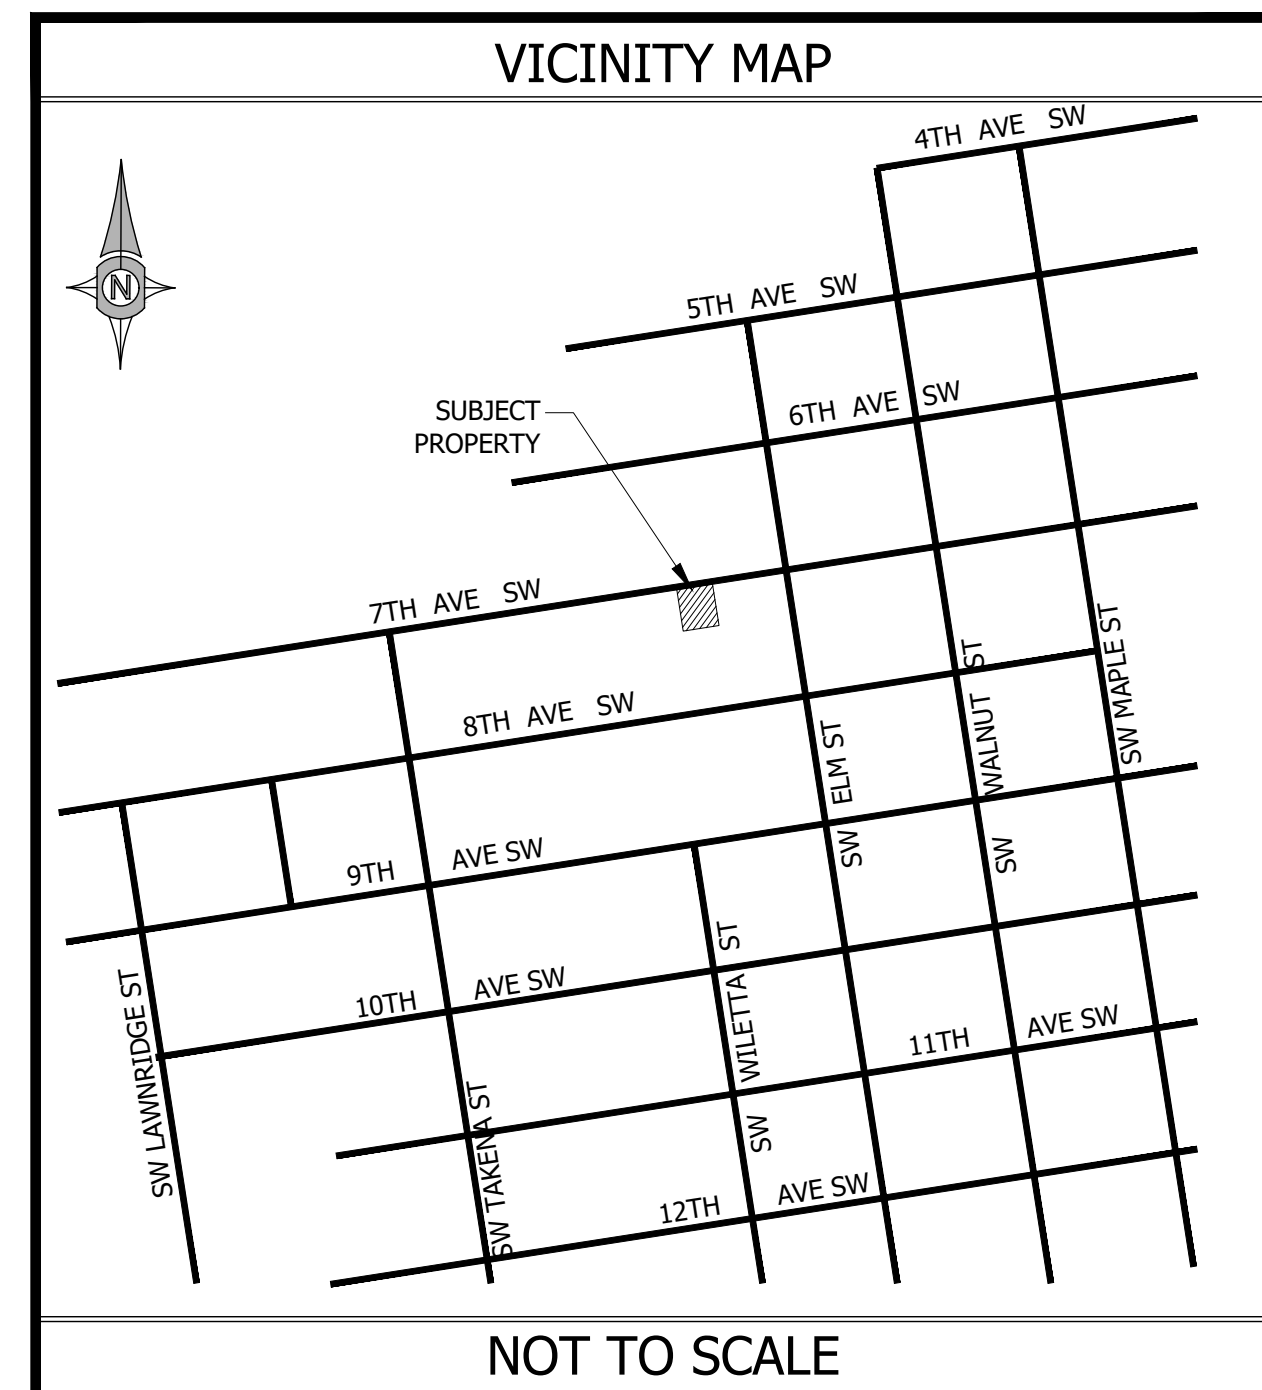 VICINITY MAP
4TH AVE SW
N
5TH AVE SW
6TH AVE SW
SUBJECT
PROPERTY
7TH AVE SW
8TH AVE SW
SW WALNUT ST
SW MAPLE ST
SW ELM ST
9TH AVE SW
10TH AVE SW
SW LAWNRIDGE ST
SW WILETTA ST
11TH AVE SW
SW TAKENA ST
12TH AVE SW
NOT TO SCALE